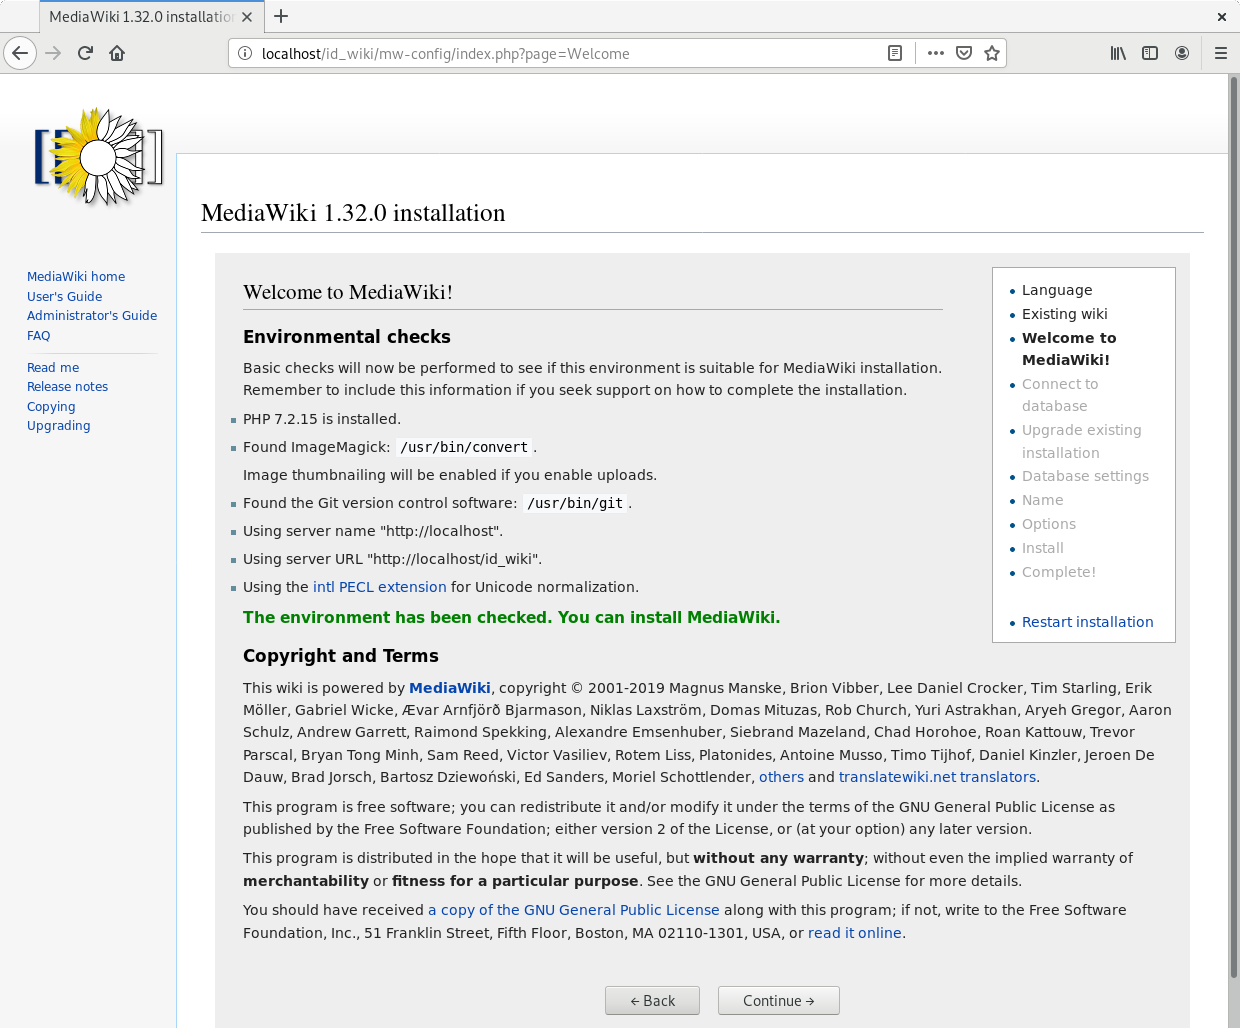 MediaWiki 1.32.0 installatio
localhost/id_wiki/mw-config/index.php?page=Welcome
MediaWiki home
User's Guide
Administrator's Guide
FAQ
Read me
Release notes
Copying
Upgrading
MediaWiki 1.32.0 installation
Welcome to MediaWiki!
Environmental checks
Basic checks will now be performed to see if this environment is suitable for MediaWiki installation.
Remember to include this information if you seek support on how to complete the installation.
PHP 7.2.15 is installed.
Found ImageMagick: /usr/bin/convert.
Image thumbnailing will be enabled if you enable uploads.
Found the Git version control software: /usr/bin/git.
Using server name "http://localhost".
Using server URL "http://localhost/id_wiki".
Using the intl PECL extension for Unicode normalization.
The environment has been checked. You can install MediaWiki.
Language
Existing wiki
Welcome to
MediaWiki!
Connect to
database
Upgrade existing
installation
Database settings
Name
Options
Install
Complete!
Restart installation
Copyright and Terms
This wiki is powered by MediaWiki, copyright © 2001-2019 Magnus Manske, Brion Vibber, Lee Daniel Crocker, Tim Starling, Erik
Möller, Gabriel Wicke, Ævar Arnfjörð Bjarmason, Niklas Laxström, Domas Mituzas, Rob Church, Yuri Astrakhan, Aryeh Gregor, Aaron
Schulz, Andrew Garrett, Raimond Spekking, Alexandre Emsenhuber, Siebrand Mazeland, Chad Horohoe, Roan Kattouw, Trevor
Parscal, Bryan Tong Minh, Sam Reed, Victor Vasiliev, Rotem Liss, Platonides, Antoine Musso, Timo Tijhof, Daniel Kinzler, Jeroen De
Dauw, Brad Jorsch, Bartosz Dziewoński, Ed Sanders, Moriel Schottlender, others and translatewiki.net translators.
This program is free software; you can redistribute it and/or modify it under the terms of the GNU General Public License as
published by the Free Software Foundation; either version 2 of the License, or (at your option) any later version.
This program is distributed in the hope that it will be useful, but without any warranty; without even the implied warranty of
merchantability or fitness for a particular purpose. See the GNU General Public License for more details.
You should have received a copy of the GNU General Public License along with this program; if not, write to the Free Software
Foundation, Inc., 51 Franklin Street, Fifth Floor, Boston, MA 02110-1301, USA, or read it online.
← Back
Continue →